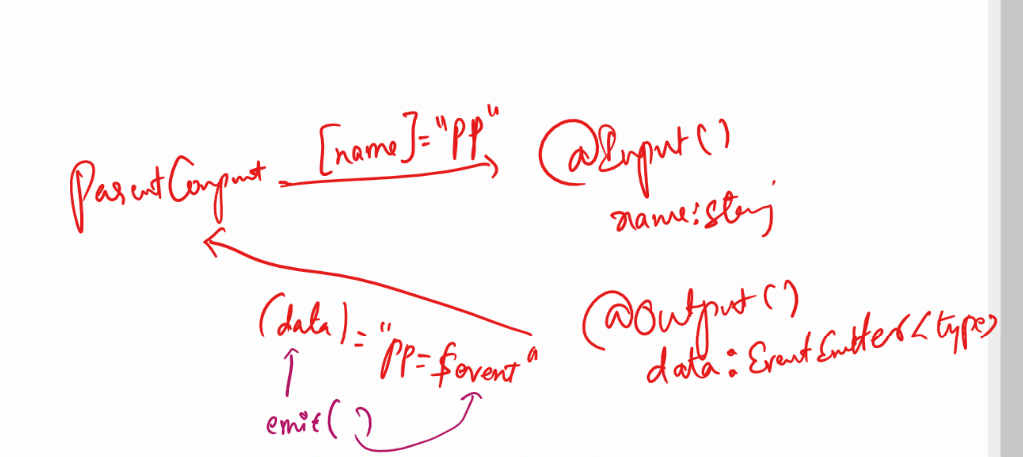 [name]="pp"
@Input()
ParentComponent
name:string
@Output()
(data)="pp=$event"
data:EventEmitter<type>
emit()